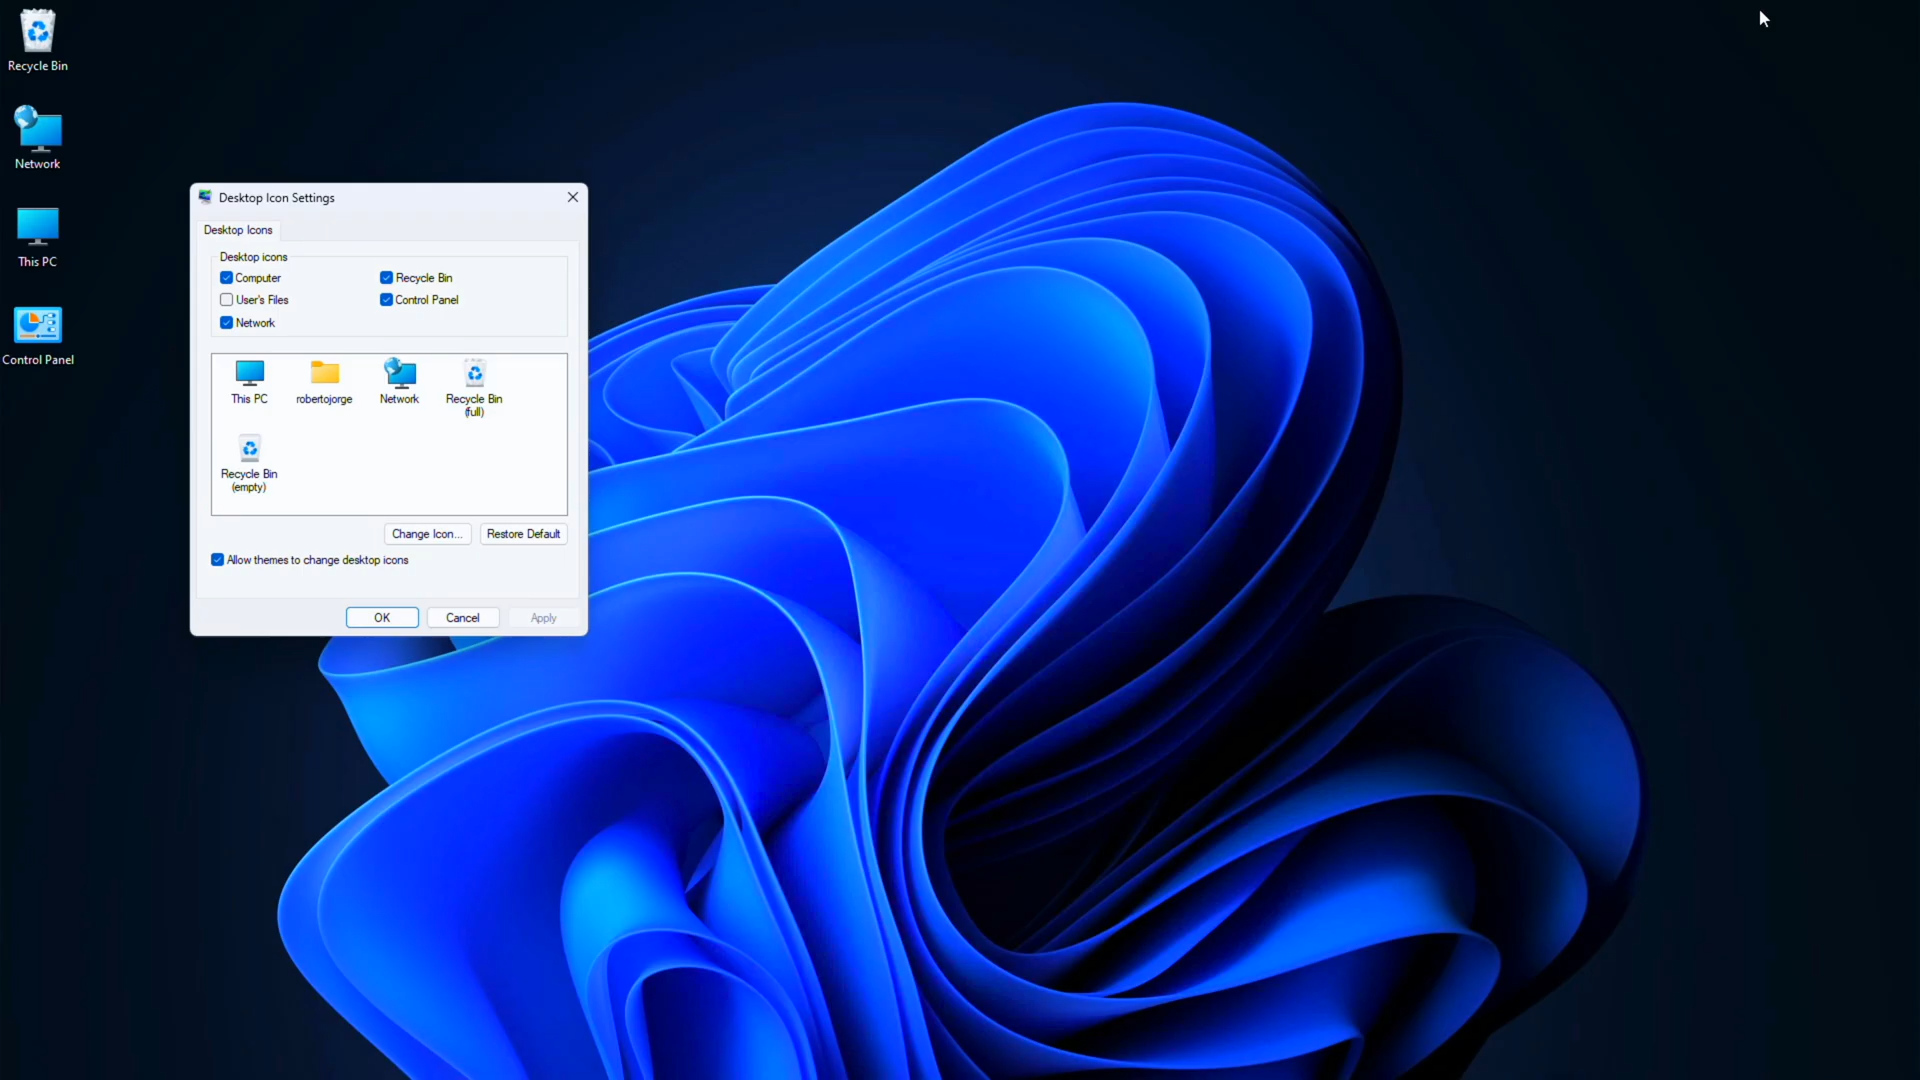 Recycle Bin
Network
This PC
Control Panel
Desktop Icon Settings
Desktop Icons
Desktop icons
Computer
Recycle Bin
User's Files
Control Panel
Network
This PC
robertojorge
Network
Recycle Bin
(full)
Recycle Bin
(empty)
Change Icon...
Restore Default
Allow themes to change desktop icons
OK
Cancel
Apply